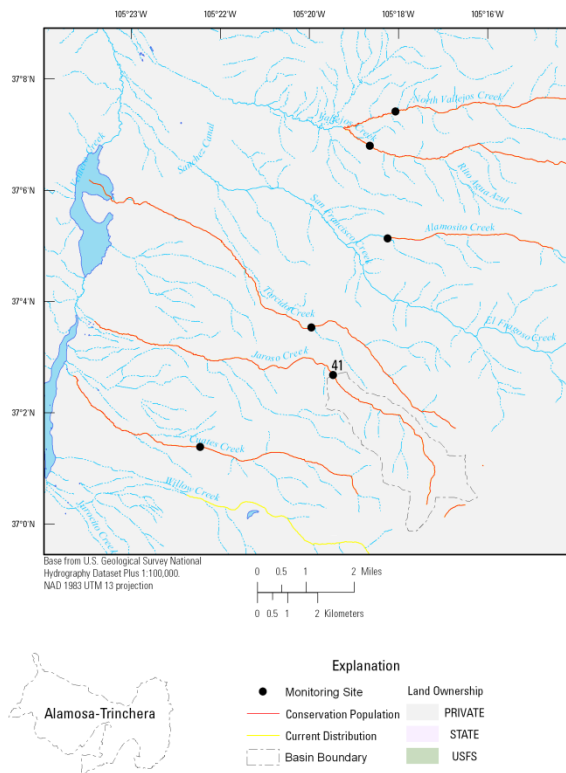 105°23'W 105°22'W 105°20'W 105°18'W 105°16'W
37°8'N
37°6'N
37°4'N
37°2'N
37°0'N
North Vallejos Creek
Vallejos Creek
Rito Agua Azul
Sanchez Canal
Creek
San Francisco Creek
Alamosito Creek
El Fragoso Creek
Torcido Creek
Jaroso Creek
41
Cuates Creek
Willow Creek
Jarocito Creek
Base from U.S. Geological Survey National
Hydrography Dataset Plus 1:100,000.
NAD 1983 UTM 13 projection
0 0.5 1 2 Miles
0 0.5 1 2 Kilometers
Alamosa-Trinchera
Explanation
Monitoring Site
Conservation Population
Current Distribution
Basin Boundary
Land Ownership
PRIVATE
STATE
USFS